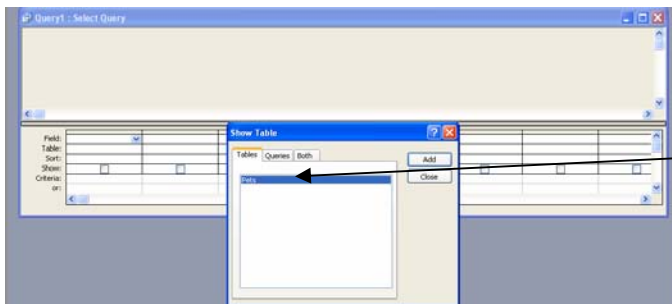 Query1 : Select Query
Field:
Table:
Sort:
Show:
Criteria:
or:
Show Table
Tables Queries Both
Pets
Add
Close